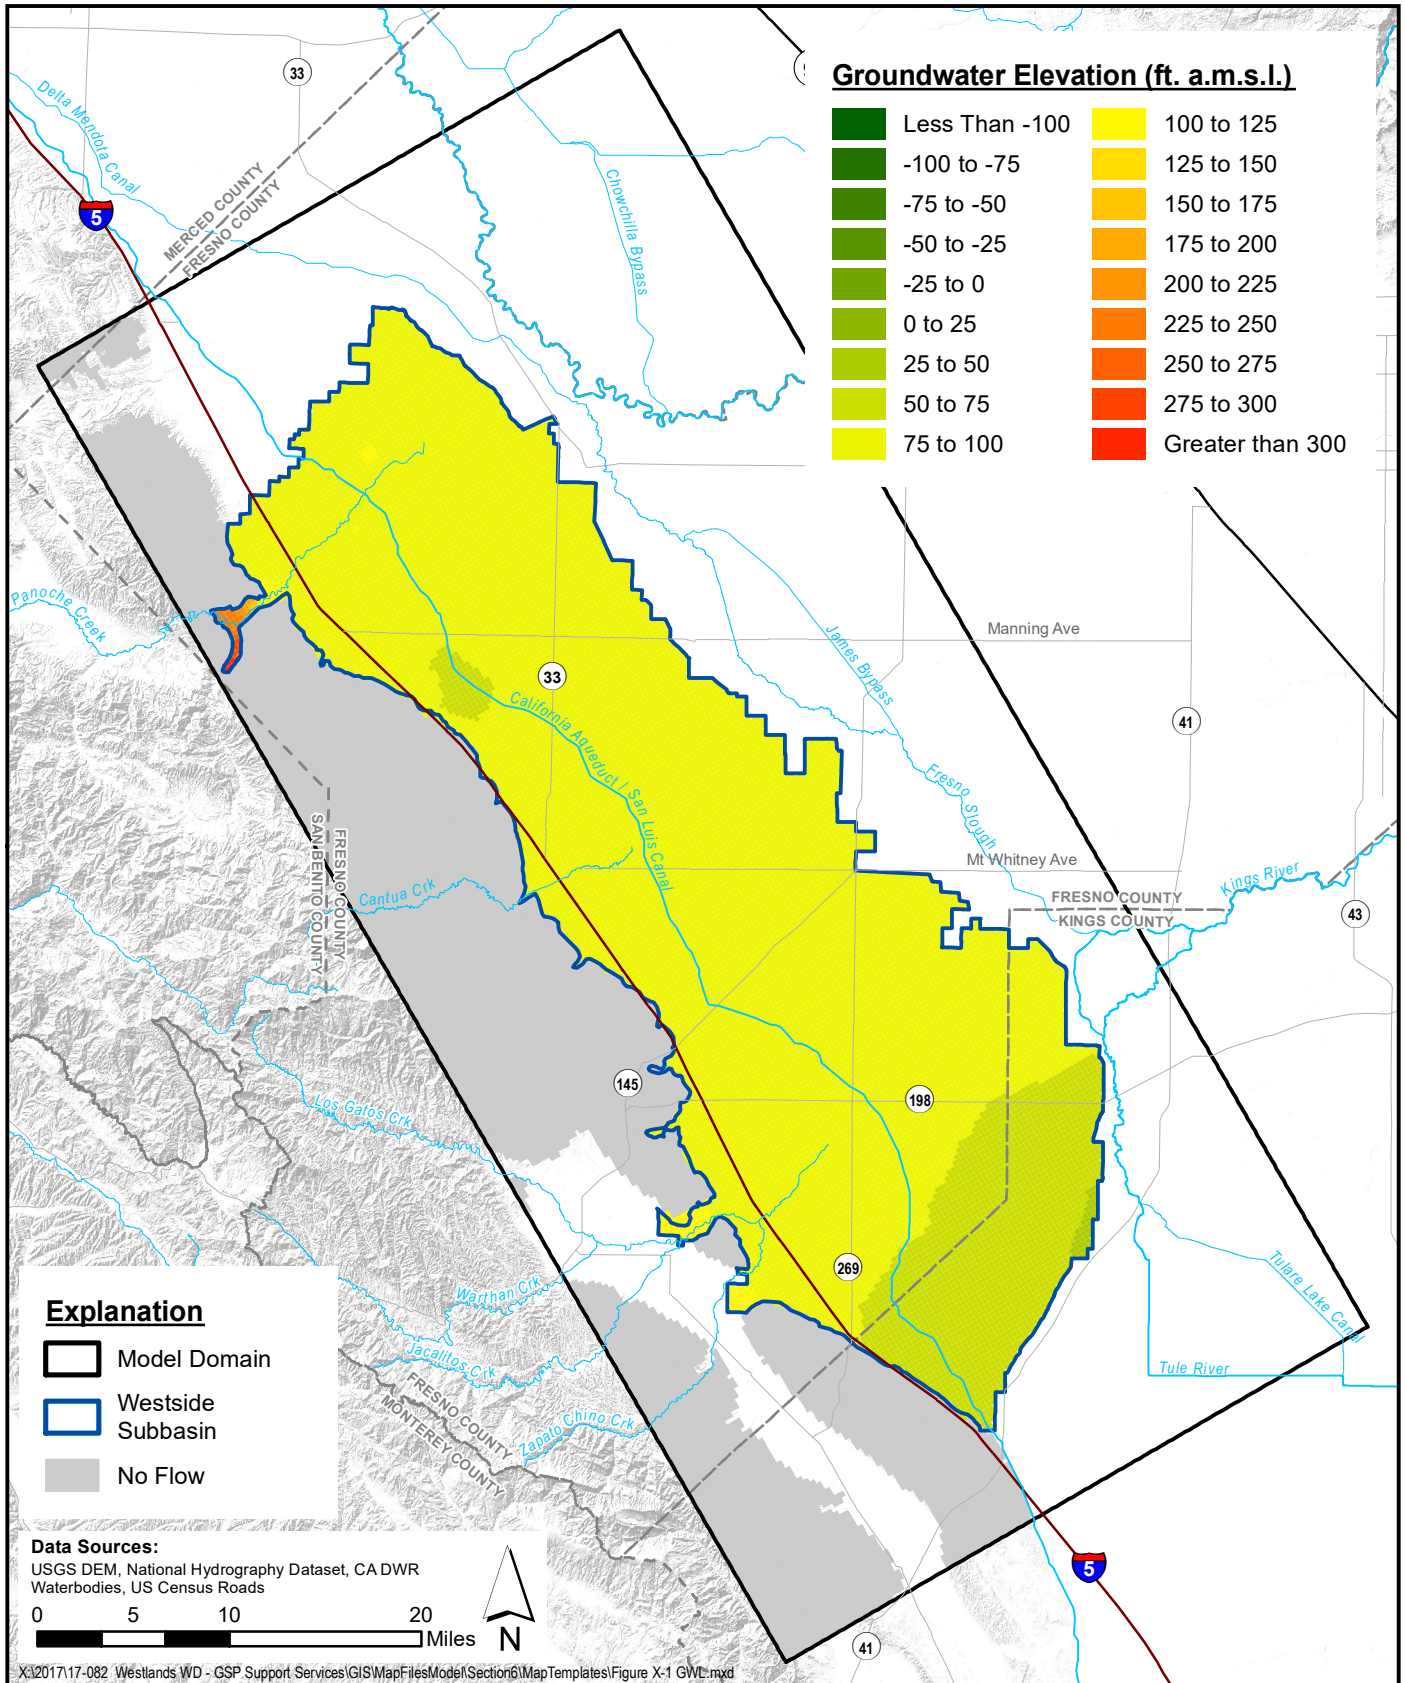 Groundwater Elevation (ft. a.m.s.l.)
Less Than -100
-100 to -75
-75 to -50
-50 to -25
-25 to 0
0 to 25
25 to 50
50 to 75
75 to 100
100 to 125
125 to 150
150 to 175
175 to 200
200 to 225
225 to 250
250 to 275
275 to 300
Greater than 300
33
Delta Mendota Canal
5
MERCED COUNTY
FRESNO COUNTY
Chowchilla Bypass
Panoche Creek
Manning Ave
James Bypass
33
California Aqueduct / San Luis Canal
41
Fresno Slough
SAN BENITO COUNTY
FRESNO COUNTY
Mt Whitney Ave
Kings River
Cantua Crk
FRESNO COUNTY
KINGS COUNTY
43
145
198
Los Gatos Crk
269
Warthan Crk
Tulare Lake Canal
Jacalitos Crk
Tule River
FRESNO COUNTY
MONTEREY COUNTY
Zapato Chino Crk
5
41
Explanation
Model Domain
Westside
Subbasin
No Flow
Data Sources:
USGS DEM, National Hydrography Dataset, CA DWR
Waterbodies, US Census Roads
0 5 10 20
Miles
N
X:\2017\17-082 Westlands WD - GSP Support Services\GIS\MapFilesModel\Section6\MapTemplates\Figure X-1 GWL.mxd